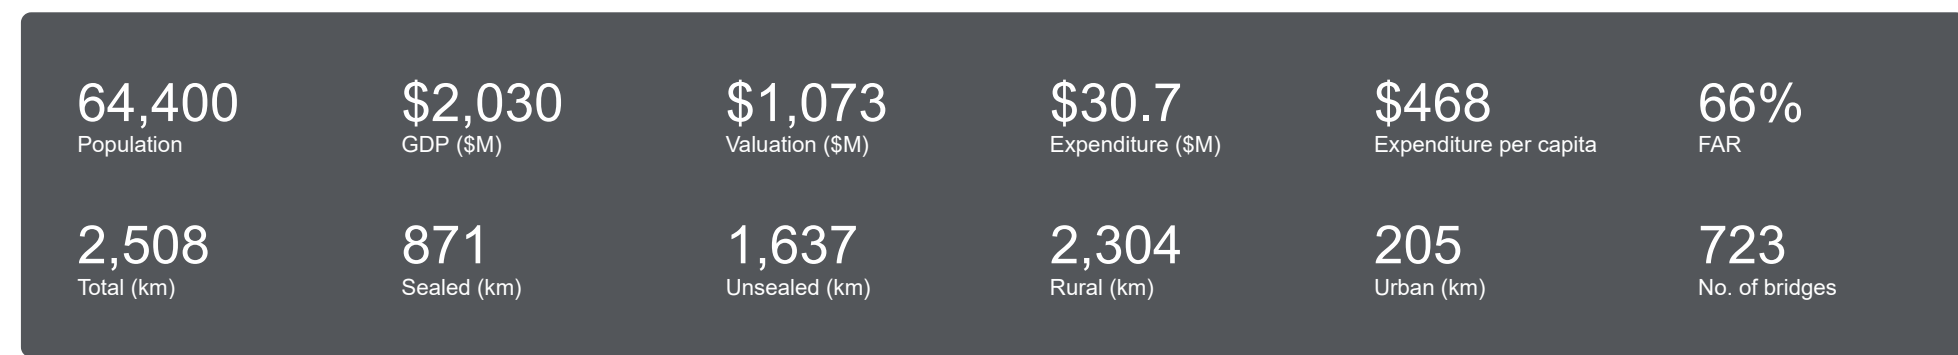 64,400 $2,030 $1,073 $30.7 $468 66%
Population GDP ($M) Valuation ($M) Expenditure ($M) Expenditure per capita FAR
2,508 871 1,637 2,304 205 723
Total (km) Sealed (km) Unsealed (km) Rural (km) Urban (km) No. of bridges